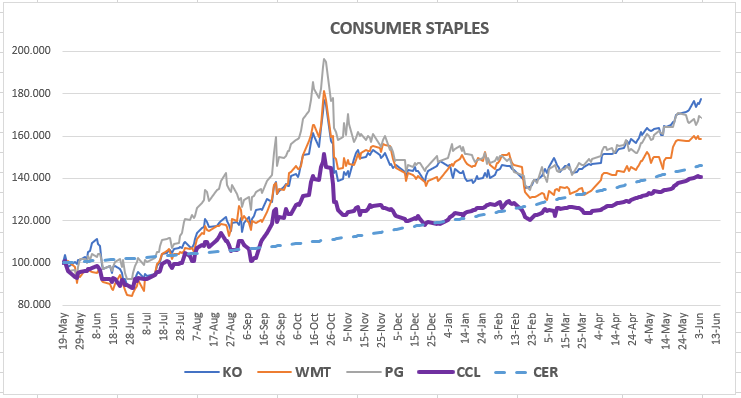 CONSUMER STAPLES
200.000
180.000
160.000
140.000
120.000
100.000
80.000
19-May
29-May
8-Jun
18-Jun
28-Jun
8-Jul
18-Jul
28-Jul
7-Aug
17-Aug
27-Aug
6-Sep
16-Sep
26-Sep
6-Oct
16-Oct
26-Oct
5-Nov
15-Nov
25-Nov
5-Dec
15-Dec
25-Dec
4-Jan
14-Jan
24-Jan
3-Feb
13-Feb
23-Feb
5-Mar
15-Mar
25-Mar
4-Apr
14-Apr
24-Apr
4-May
14-May
24-May
3-Jun
13-Jun
KO WMT PG CCL CER